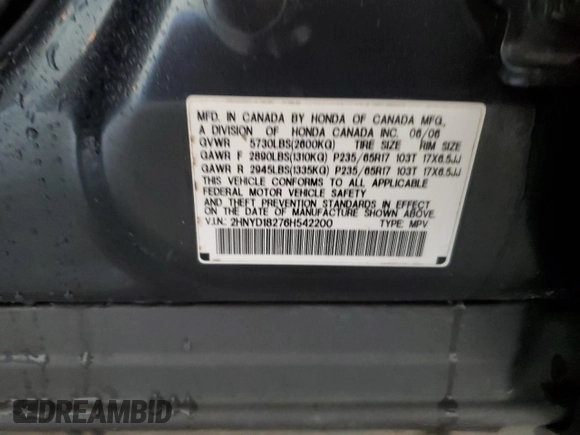 MFD. IN CANADA BY HONDA OF CANADA MFG.,
A DIVISION OF HONDA CANADA INC. 06/06
GVWR 5730LBS(2600KG) TIRE SIZE RIM SIZE
GAWR F 2890LBS(1310KG) P235/65R17 103T 17X6.5JJ
GAWR R 2945LBS(1335KG) P235/65R17 103T 17X6.5JJ
THIS VEHICLE CONFORMS TO ALL APPLICABLE
FEDERAL MOTOR VEHICLE SAFETY
AND THEFT PREVENTION STANDARDS IN EFFECT
ON THE DATE OF MANUFACTURE SHOWN ABOVE.
V.I.N.: 2HNYD18276H542200 TYPE: MPV
DREAMBID